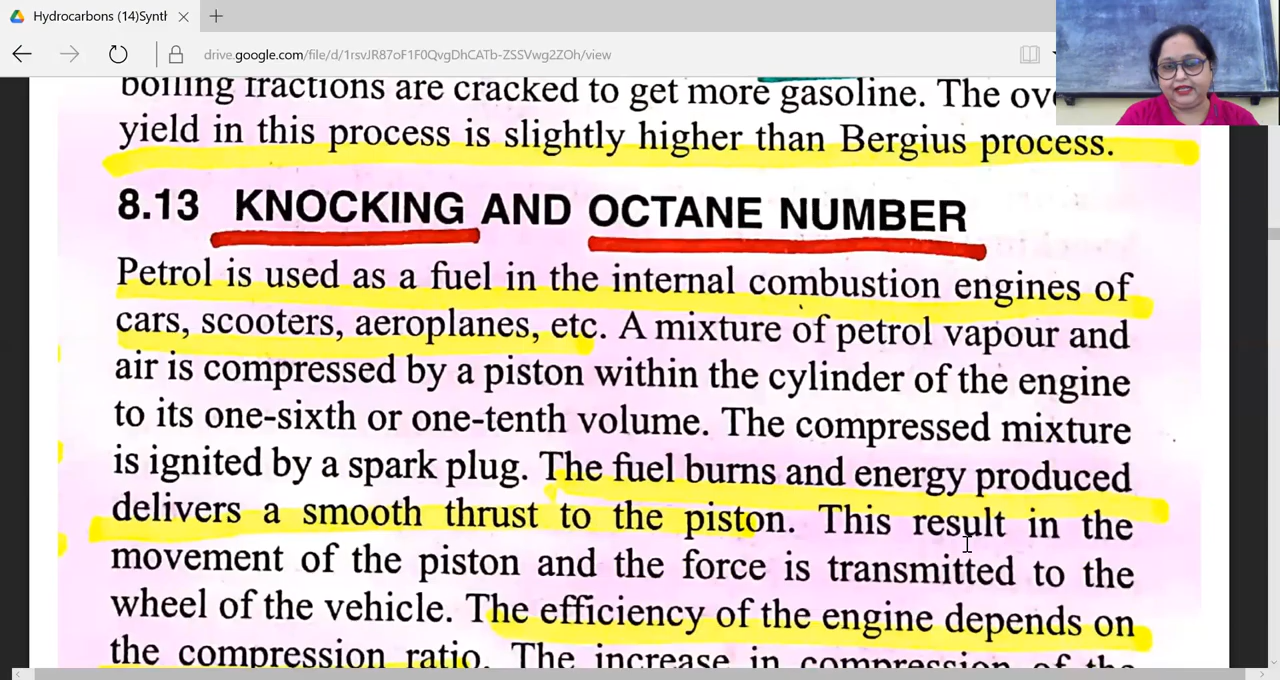 Hydrocarbons (14)Synth
drive.google.com/file/d/1rsvJR87oF1F0QvgDhCATb-ZSSVwg2ZOh/view
boiling fractions are cracked to get more gasoline. The
yield in this process is slightly higher than Bergius process.
8.13 KNOCKING AND OCTANE NUMBER
Petrol is used as a fuel in the internal combustion engines of
cars, scooters, aeroplanes, etc. A mixture of petrol vapour and
air is compressed by a piston within the cylinder of the engine
to its one-sixth or one-tenth volume. The compressed mixture
is ignited by a spark plug. The fuel burns and energy produced
delivers a smooth thrust to the piston. This result in the
movement of the piston and the force is transmitted to the
wheel of the vehicle. The efficiency of the engine depends on
the compression ratio. The increase in compression of the